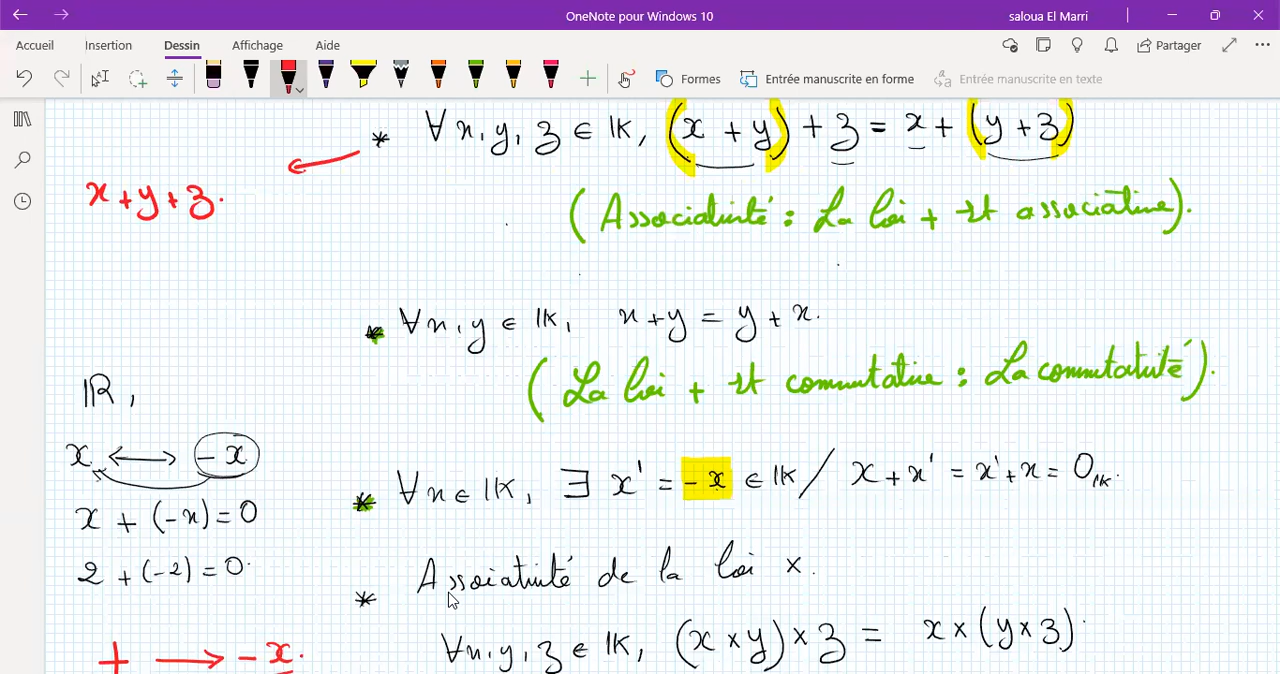 OneNote pour Windows 10
saloua El Marri
Accueil Insertion Dessin Affichage Aide
Partager
Formes Entrée manuscrite en forme Entrée manuscrite en texte
* ∀ x, y, z ∈ 𝕂, (x + y) + z = x + (y + z)
x + y + z.
(Associativité : La loi + est associative).
* ∀ x, y ∈ 𝕂, x + y = y + x.
(La loi + est commutative : La commutativité).
ℝ,
x ⟷ -x
* ∀ x ∈ 𝕂, ∃ x' = -x ∈ 𝕂 / x + x' = x' + x = 0𝕂.
x + (-x) = 0
2 + (-2) = 0.
* Associativité de la loi ×.
∀ x, y, z ∈ 𝕂, (x × y) × z = x × (y × z).
+ ⟶ -x.